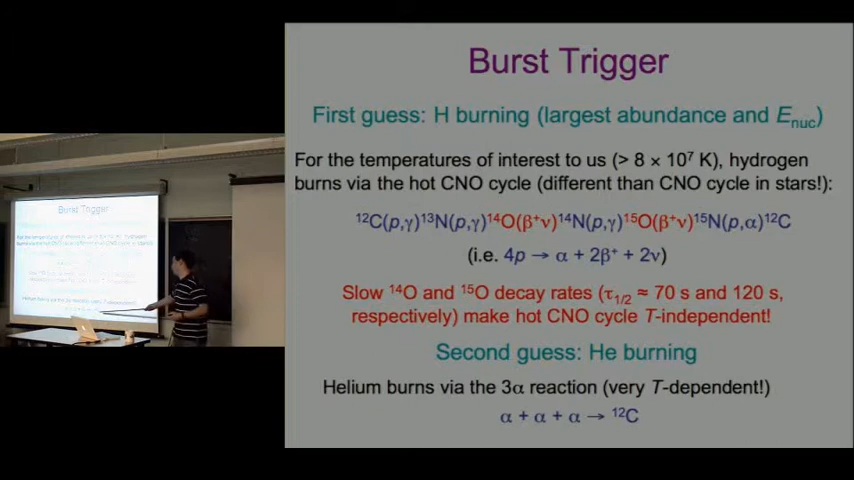 Burst Trigger
First guess: H burning (largest abundance and Enuc)
For the temperatures of interest to us (> 8 × 10⁷ K), hydrogen
burns via the hot CNO cycle (different than CNO cycle in stars!):
¹²C(p,γ)¹³N(p,γ)¹⁴O(β⁺ν)¹⁴N(p,γ)¹⁵O(β⁺ν)¹⁵N(p,α)¹²C
(i.e. 4p → α + 2β⁺ + 2ν)
Slow ¹⁴O and ¹⁵O decay rates (τ1/2 ≈ 70 s and 120 s,
respectively) make hot CNO cycle T-independent!
Second guess: He burning
Helium burns via the 3α reaction (very T-dependent!)
α + α + α → ¹²C
Burst Trigger